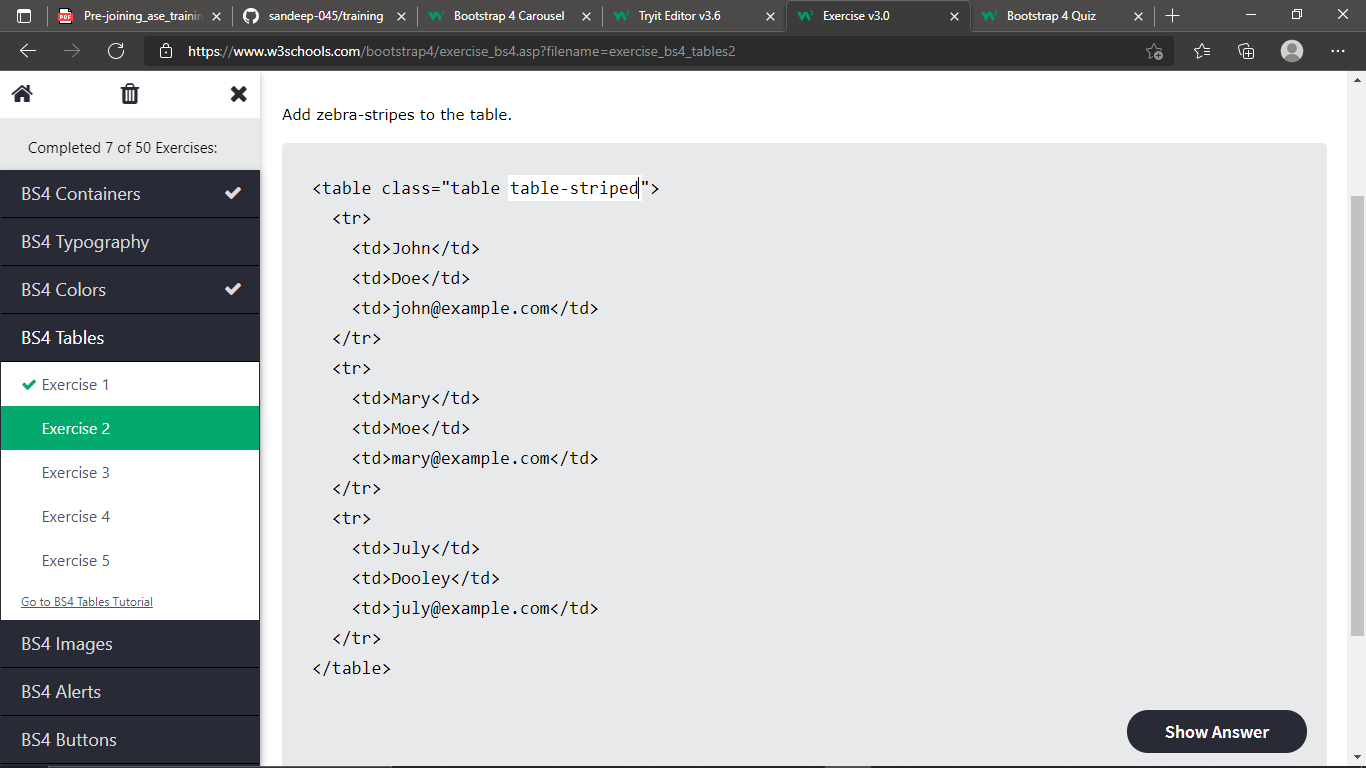 Pre-joining_ase_trainin
sandeep-045/training
Bootstrap 4 Carousel
Tryit Editor v3.6
Exercise v3.0
Bootstrap 4 Quiz
https://www.w3schools.com/bootstrap4/exercise_bs4.asp?filename=exercise_bs4_tables2
Completed 7 of 50 Exercises:
BS4 Containers
BS4 Typography
BS4 Colors
BS4 Tables
Exercise 1
Exercise 2
Exercise 3
Exercise 4
Exercise 5
Go to BS4 Tables Tutorial
BS4 Images
BS4 Alerts
BS4 Buttons
Add zebra-stripes to the table.
<table class="table table-striped">
<tr>
<td>John</td>
<td>Doe</td>
<td>john@example.com</td>
</tr>
<tr>
<td>Mary</td>
<td>Moe</td>
<td>mary@example.com</td>
</tr>
<tr>
<td>July</td>
<td>Dooley</td>
<td>july@example.com</td>
</tr>
</table>
Show Answer